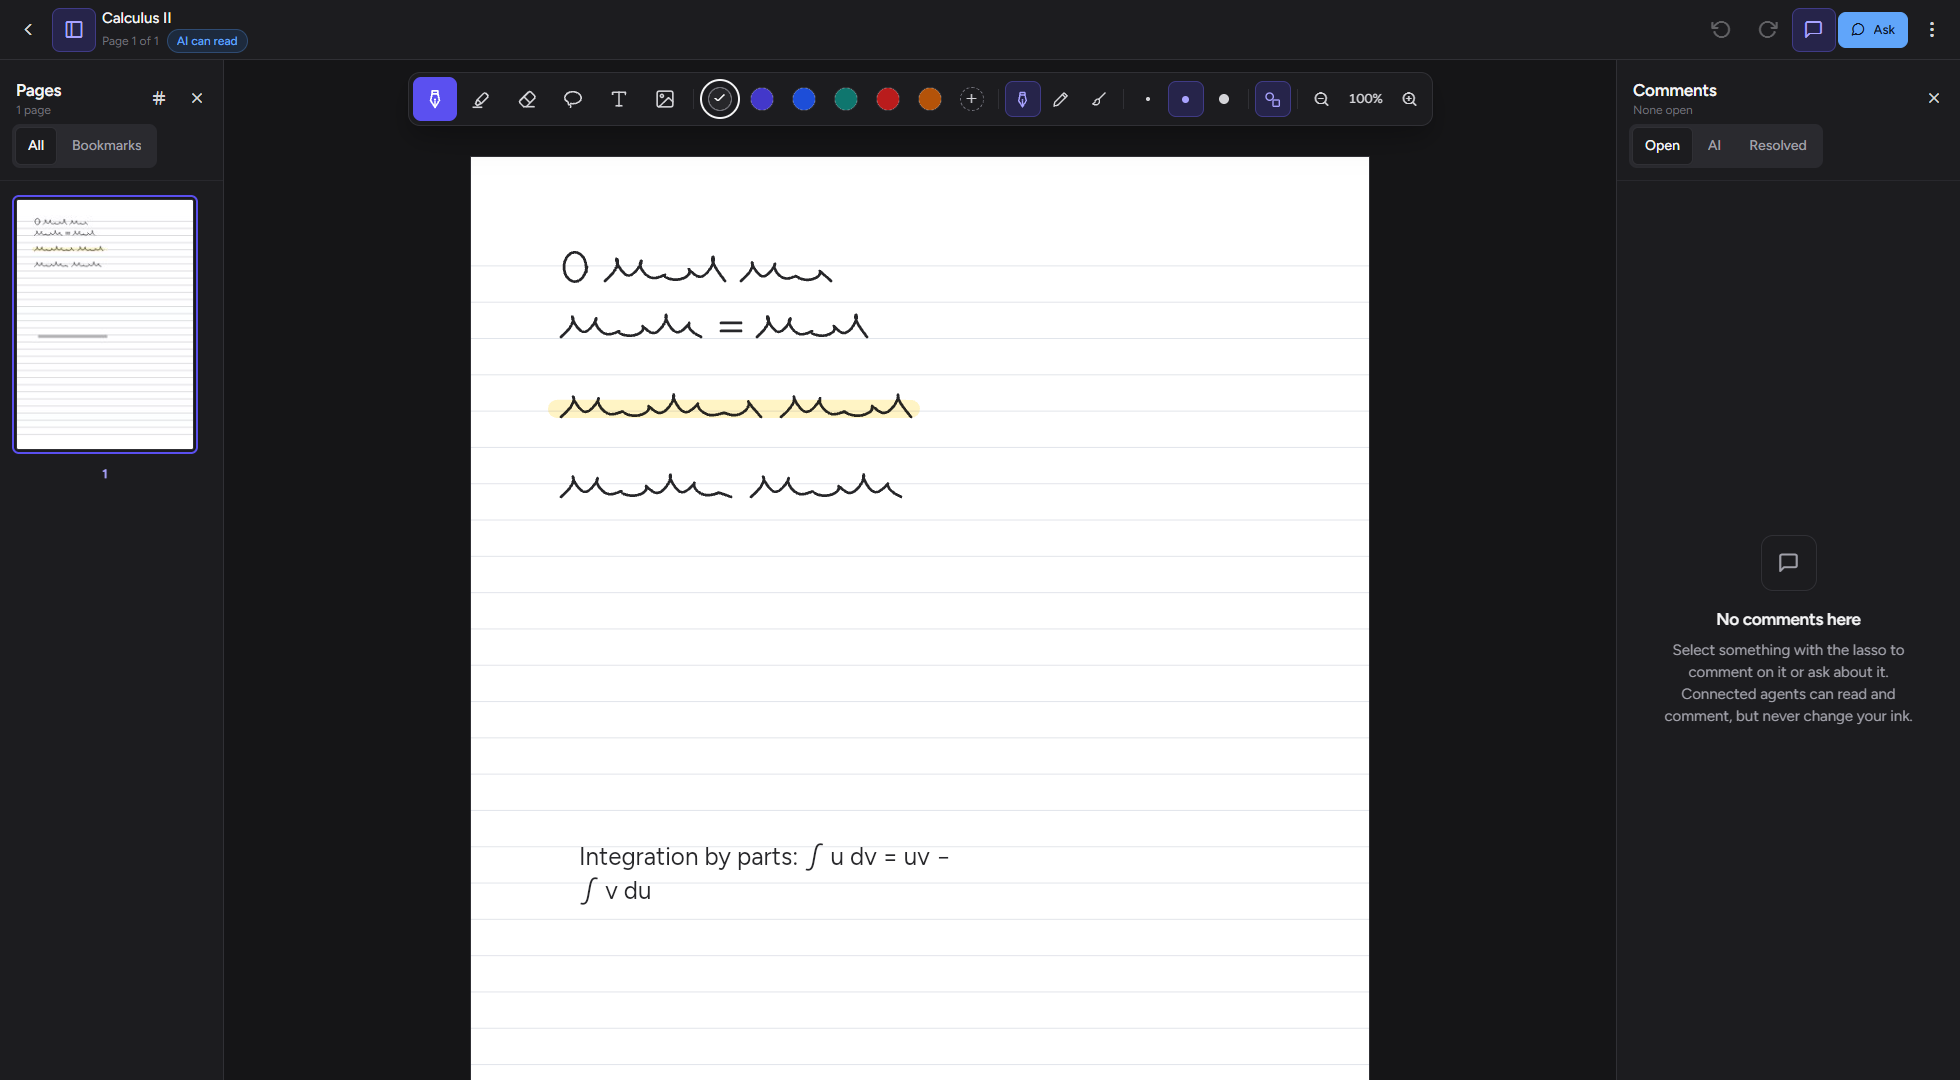 Calculus II
Page 1 of 1 AI can read
Ask
Pages
1 page
All Bookmarks
1
100%
0
=
Integration by parts: ∫ u dv = uv −
∫ v du
Comments
None open
Open AI Resolved
No comments here
Select something with the lasso to
comment on it or ask about it.
Connected agents can read and
comment, but never change your ink.